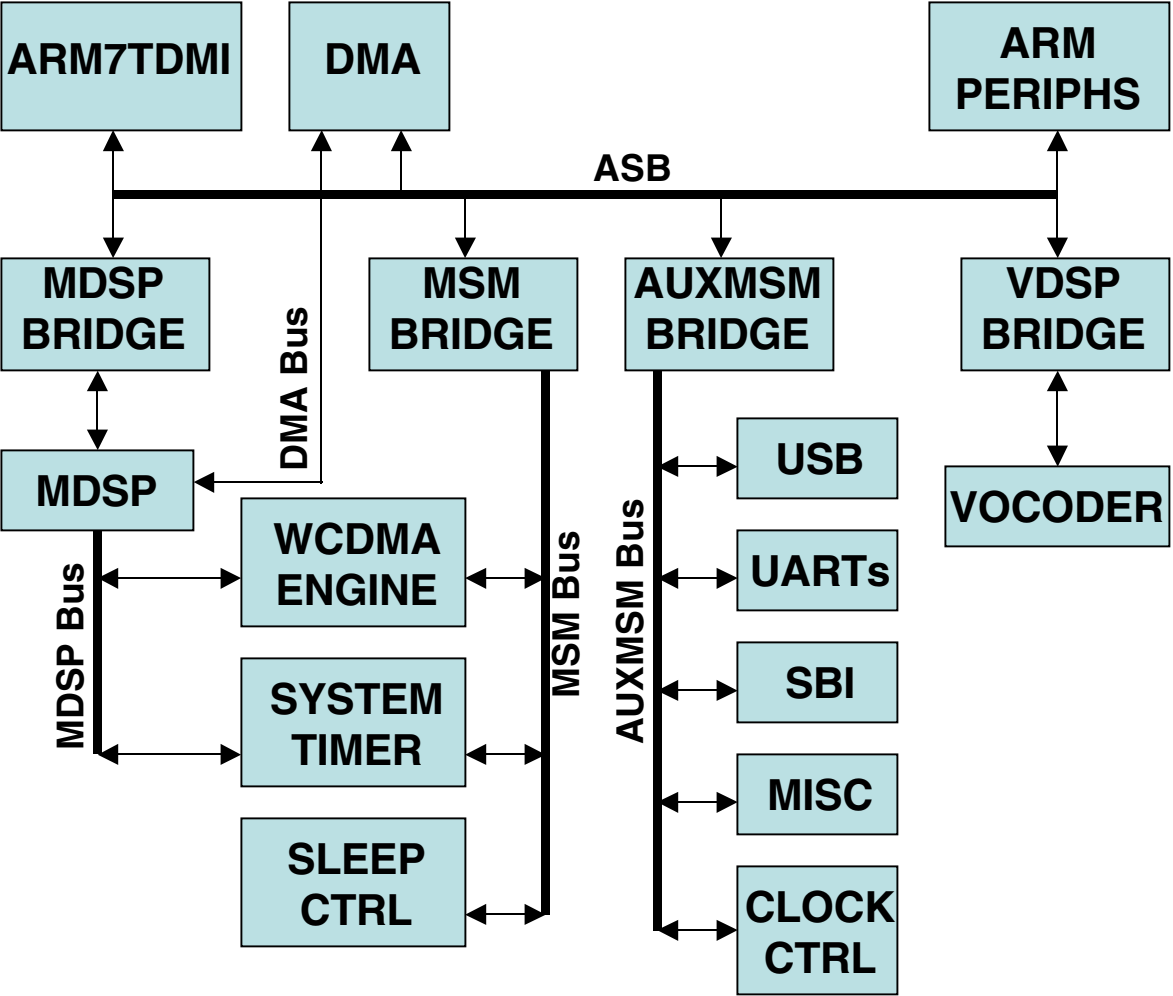 ARM7TDMI
DMA
ARM
PERIPHS
ASB
MDSP
BRIDGE
MSM
BRIDGE
AUXMSM
BRIDGE
VDSP
BRIDGE
DMA Bus
MDSP
USB
VOCODER
WCDMA
ENGINE
UARTs
MDSP Bus
MSM Bus
AUXMSM Bus
SYSTEM
TIMER
SBI
MISC
SLEEP
CTRL
CLOCK
CTRL